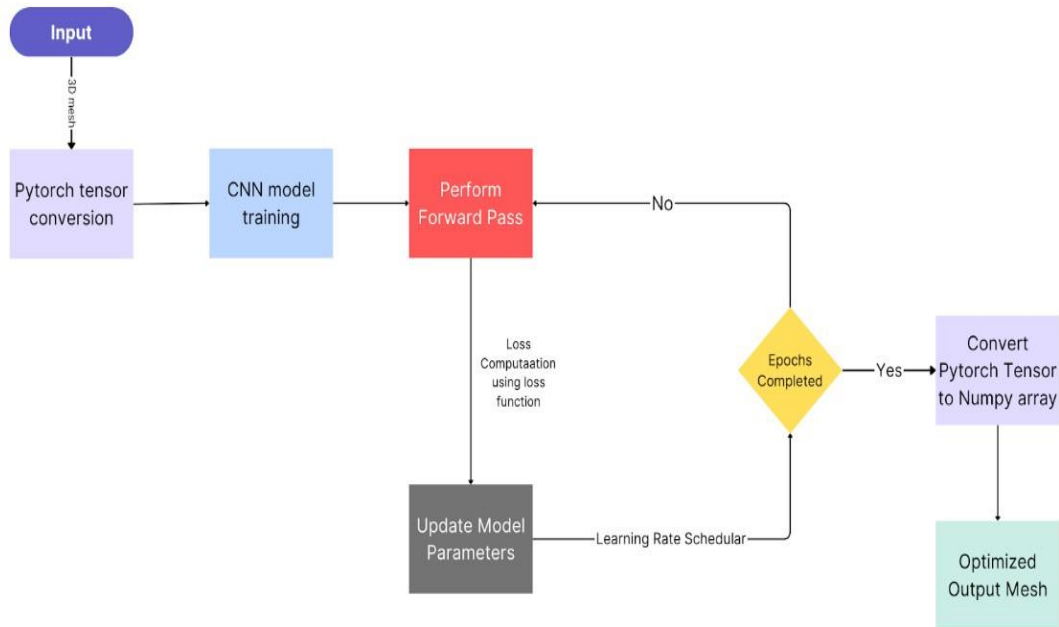 Input
3D mesh
Pytorch tensor
conversion
CNN model
training
Perform
Forward Pass
No
Loss
Computaation
using loss
function
Epochs
Completed
Yes
Convert
Pytorch Tensor
to Numpy array
Update Model
Parameters
Learning Rate Schedular
Optimized
Output Mesh